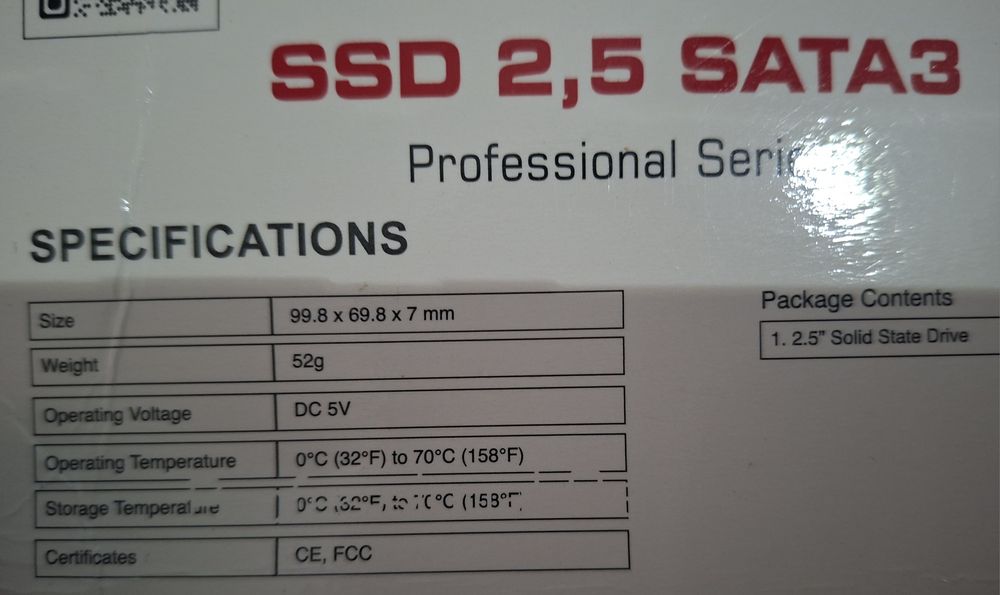 SSD 2,5 SATA3
Professional
SPECIFICATIONS
Size 99.8 x 69.8 x 7 mm
Weight 52g
Operating Voltage DC 5V
Operating Temperature 0°C (32°F) to 70°C (158°F)
Storage
Certificates CE, FCC
Package Contents
1. 2.5" Solid State Drive